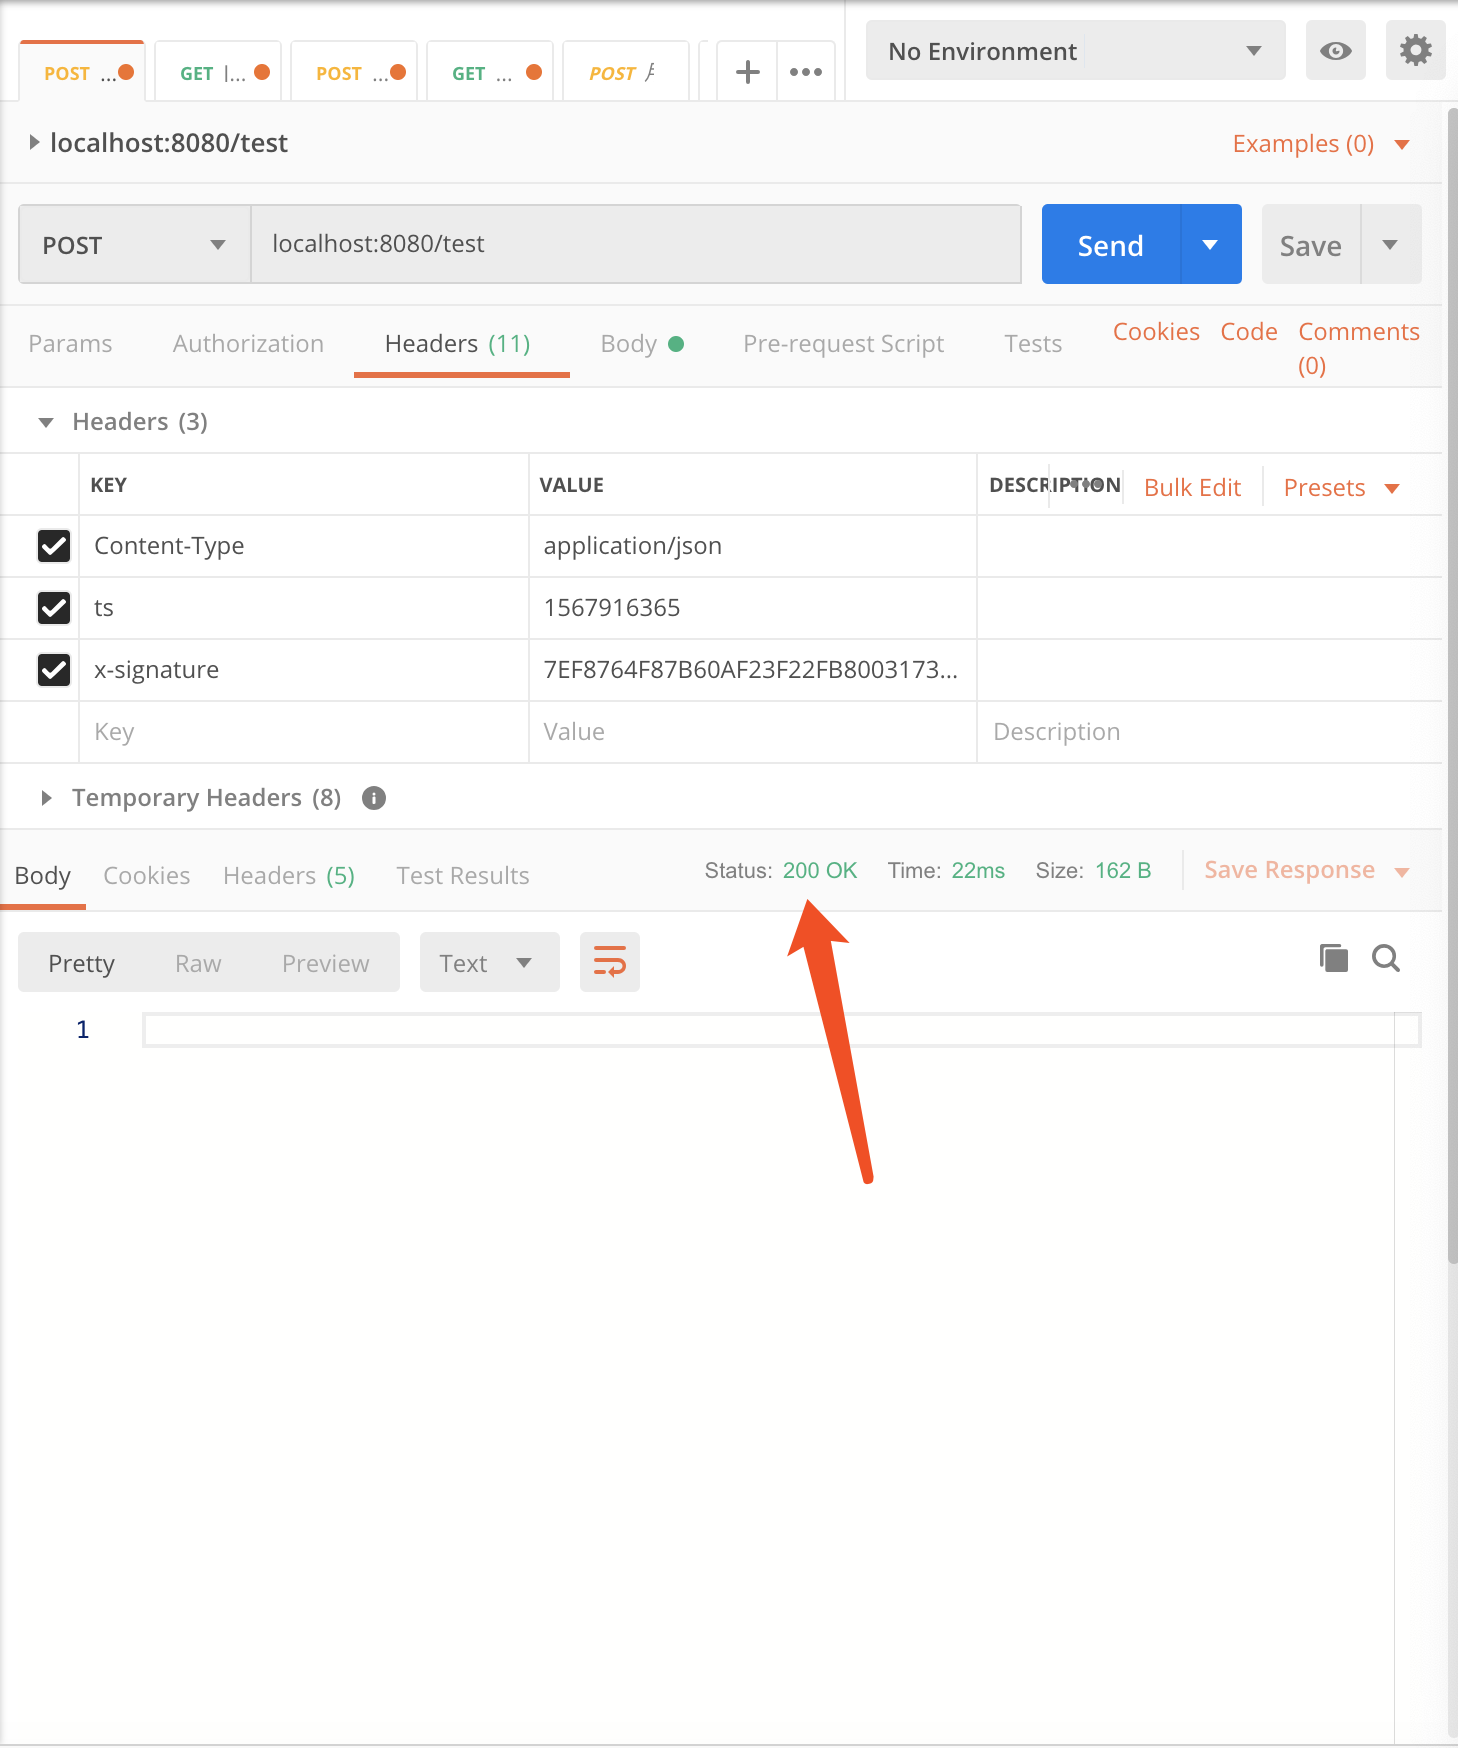 POST ... GET l... POST ... GET ... POST No Environment
localhost:8080/test Examples (0)
POST localhost:8080/test Send Save
Params Authorization Headers (11) Body Pre-request Script Tests Cookies Code Comments (0)
Headers (3)
KEY VALUE DESCRIPTION Bulk Edit Presets
Content-Type application/json
ts 1567916365
x-signature 7EF8764F87B60AF23F22FB8003173...
Key Value Description
Temporary Headers (8)
Body Cookies Headers (5) Test Results Status: 200 OK Time: 22ms Size: 162 B Save Response
Pretty Raw Preview Text
1